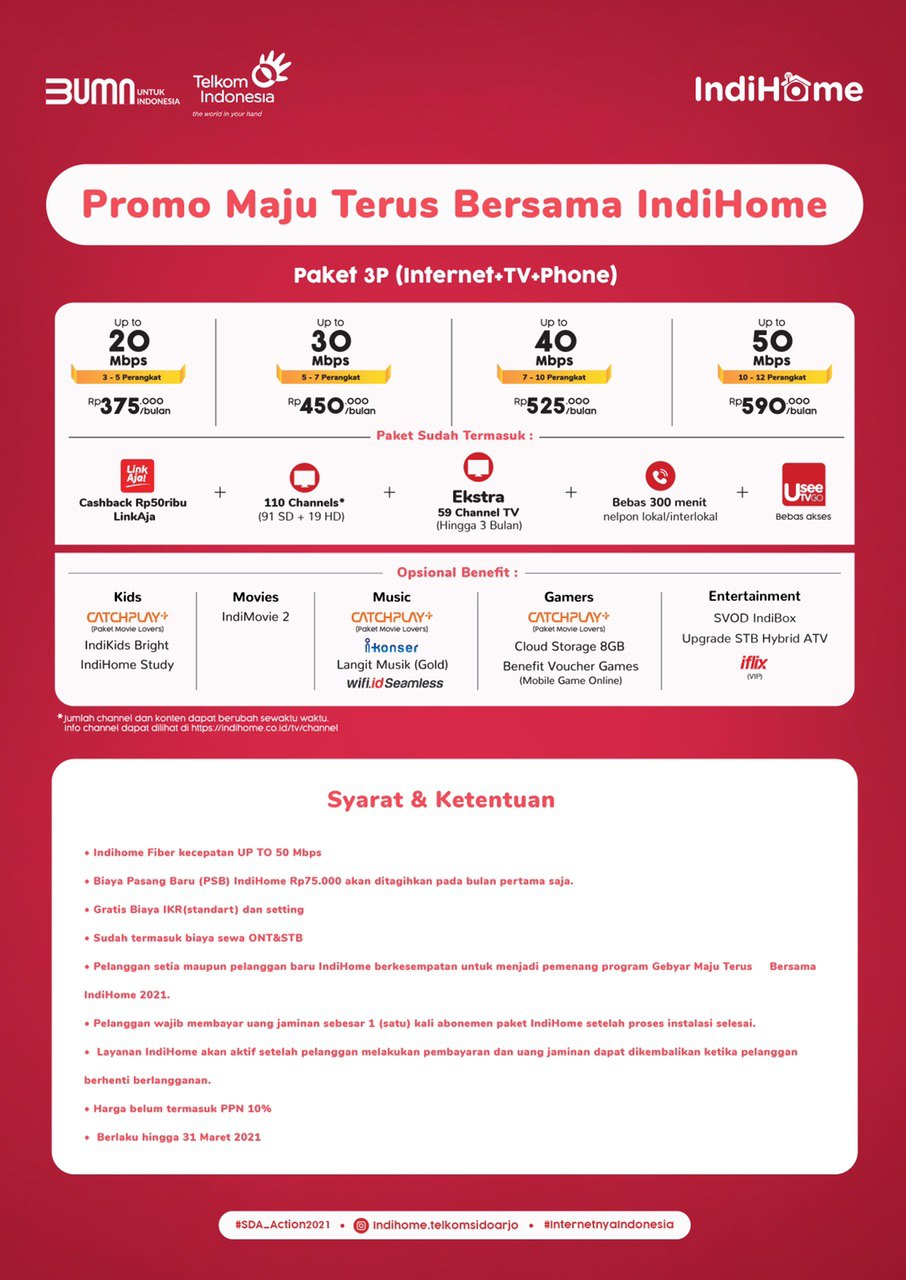 BUMN UNTUK INDONESIA
Telkom Indonesia
the world in your hand
IndiHome
Promo Maju Terus Bersama IndiHome
Paket 3P (Internet+TV+Phone)
Up to
20
Mbps
3 - 5 Perangkat
Rp375.000/bulan
Up to
30
Mbps
5 - 7 Perangkat
Rp450.000/bulan
Up to
40
Mbps
7 - 10 Perangkat
Rp525.000/bulan
Up to
50
Mbps
10 - 12 Perangkat
Rp590.000/bulan
Paket Sudah Termasuk :
Link Aja!
Cashback Rp50ribu
LinkAja
+
110 Channels*
(91 SD + 19 HD)
+
Ekstra
59 Channel TV
(Hingga 3 Bulan)
+
Bebas 300 menit
nelpon lokal/interlokal
+
Usee TVGO
Bebas akses
Opsional Benefit :
Kids
CATCHPLAY+
(Paket Movie Lovers)
IndiKids Bright
IndiHome Study
Movies
IndiMovie 2
Music
CATCHPLAY+
(Paket Movie Lovers)
i-konser
Langit Musik (Gold)
wifi.id Seamless
Gamers
CATCHPLAY+
(Paket Movie Lovers)
Cloud Storage 8GB
Benefit Voucher Games
(Mobile Game Online)
Entertainment
SVOD IndiBox
Upgrade STB Hybrid ATV
iflix
(VIP)
*Jumlah channel dan konten dapat berubah sewaktu waktu.
info channel dapat dilihat di https://indihome.co.id/tv/channel
Syarat & Ketentuan
• Indihome Fiber kecepatan UP TO 50 Mbps
• Biaya Pasang Baru (PSB) IndiHome Rp75.000 akan ditagihkan pada bulan pertama saja.
• Gratis Biaya IKR(standart) dan setting
• Sudah termasuk biaya sewa ONT&STB
• Pelanggan setia maupun pelanggan baru IndiHome berkesempatan untuk menjadi pemenang program Gebyar Maju Terus Bersama
IndiHome 2021.
• Pelanggan wajib membayar uang jaminan sebesar 1 (satu) kali abonemen paket IndiHome setelah proses instalasi selesai.
• Layanan IndiHome akan aktif setelah pelanggan melakukan pembayaran dan uang jaminan dapat dikembalikan ketika pelanggan
berhenti berlangganan.
• Harga belum termasuk PPN 10%
• Berlaku hingga 31 Maret 2021
#SDA_Action2021 • Indihome.telkomsidoarjo • #InternetnyaIndonesia